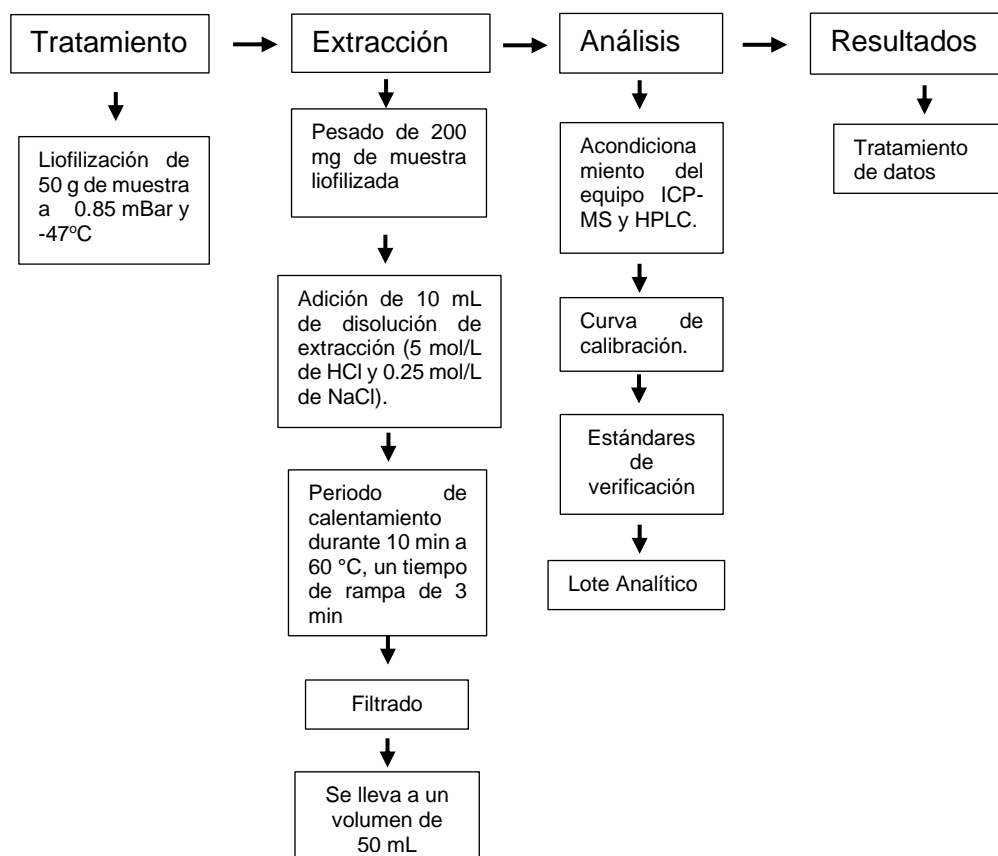 Tratamiento
Extracción
Análisis
Resultados
Liofilización de
50 g de muestra
a 0.85 mBar y
-47ºC
Pesado de 200
mg de muestra
liofilizada
Adición de 10 mL
de disolución de
extracción (5 mol/L
de HCl y 0.25 mol/L
de NaCl).
Periodo de
calentamiento
durante 10 min a
60 °C, un tiempo
de rampa de 3
min
Filtrado
Se lleva a un
volumen de
50 mL
Acondiciona
miento del
equipo ICP-
MS y HPLC.
Curva de
calibración.
Estándares
de
verificación
Lote Analítico
Tratamiento
de datos